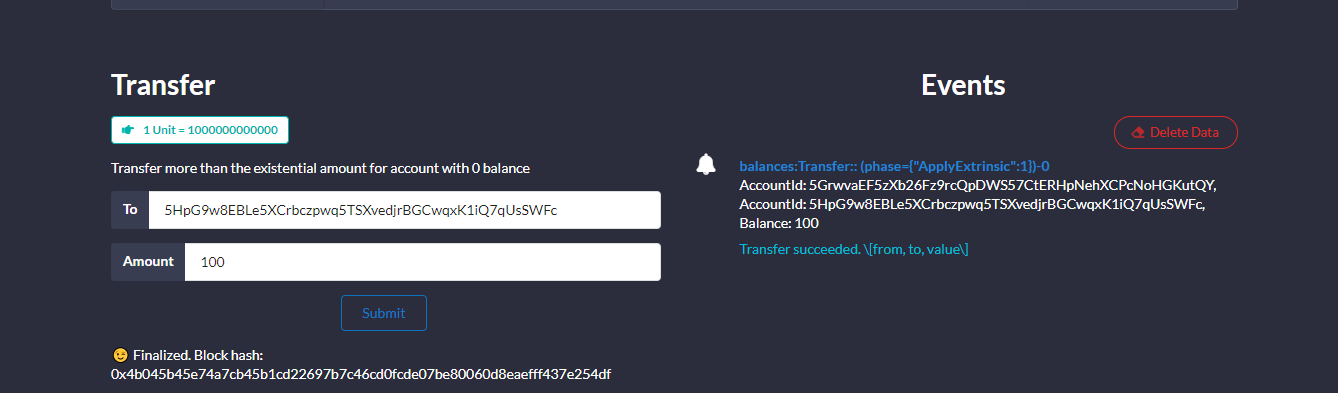 Transfer
1 Unit = 1000000000000
Transfer more than the existential amount for account with 0 balance
To 5HpG9w8EBLe5XCrbczpwq5TSXvedjrBGCwqxK1iQ7qUsSWFc
Amount 100
Submit
Finalized. Block hash:
0x4b045b45e74a7cb45b1cd22697b7c46cd0fcde07be80060d8eaefff437e254df
Events
Delete Data
balances:Transfer:: (phase={"ApplyExtrinsic":1})-0
AccountId: 5GrwvaEF5zXb26Fz9rcQpDWS57CtERHpNehXCPcNoHGKutQY,
AccountId: 5HpG9w8EBLe5XCrbczpwq5TSXvedjrBGCwqxK1iQ7qUsSWFc,
Balance: 100
Transfer succeeded. \[from, to, value\]